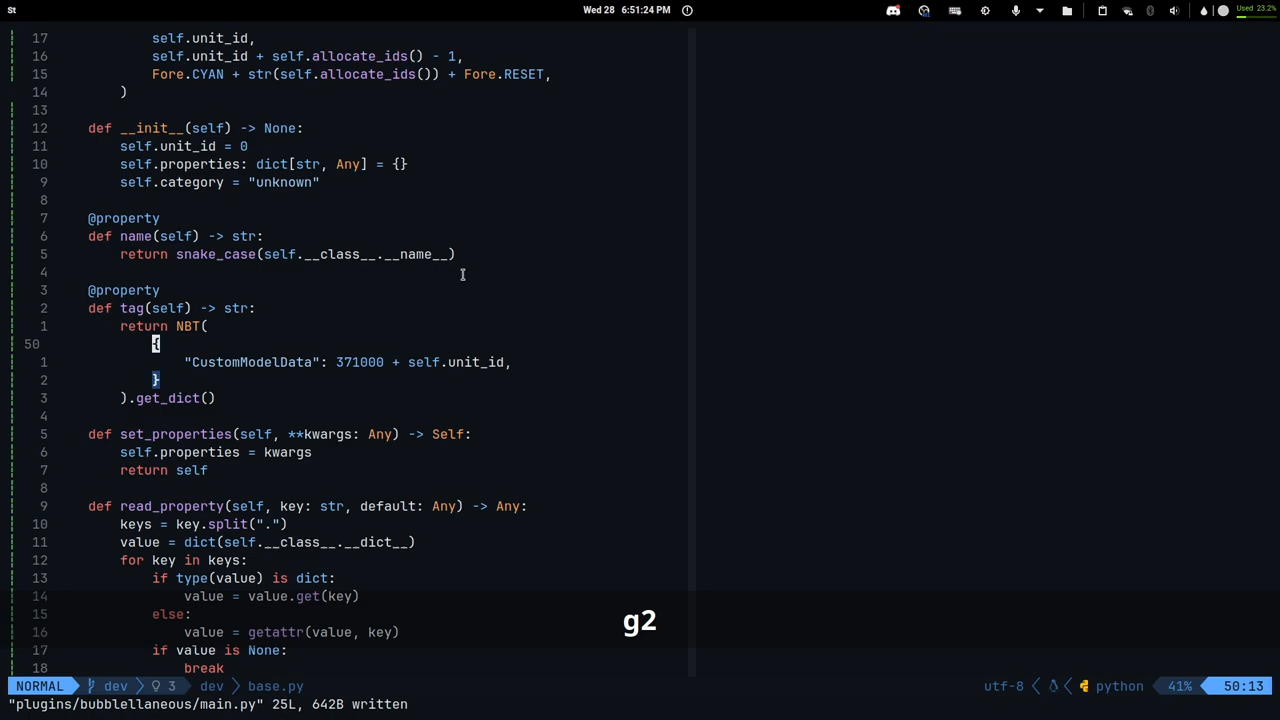 St
Wed 28 6:51:24 PM
Used 23.2%
17 self.unit_id,
16 self.unit_id + self.allocate_ids() - 1,
15 Fore.CYAN + str(self.allocate_ids()) + Fore.RESET,
14 )
13
12 def __init__(self) -> None:
11 self.unit_id = 0
10 self.properties: dict[str, Any] = {}
9 self.category = "unknown"
8
7 @property
6 def name(self) -> str:
5 return snake_case(self.__class__.__name__)
4
3 @property
2 def tag(self) -> str:
1 return NBT(
50 {
1 "CustomModelData": 371000 + self.unit_id,
2 }
3 ).get_dict()
4
5 def set_properties(self, **kwargs: Any) -> Self:
6 self.properties = kwargs
7 return self
8
9 def read_property(self, key: str, default: Any) -> Any:
10 keys = key.split(".")
11 value = dict(self.__class__.__dict__)
12 for key in keys:
13 if type(value) is dict:
14 value = value.get(key)
15 else:
16 value = getattr(value, key)
17 if value is None:
18 break
g2
NORMAL dev 3 dev base.py utf-8 python 41% 50:13
"plugins/bubblellaneous/main.py" 25L, 642B written